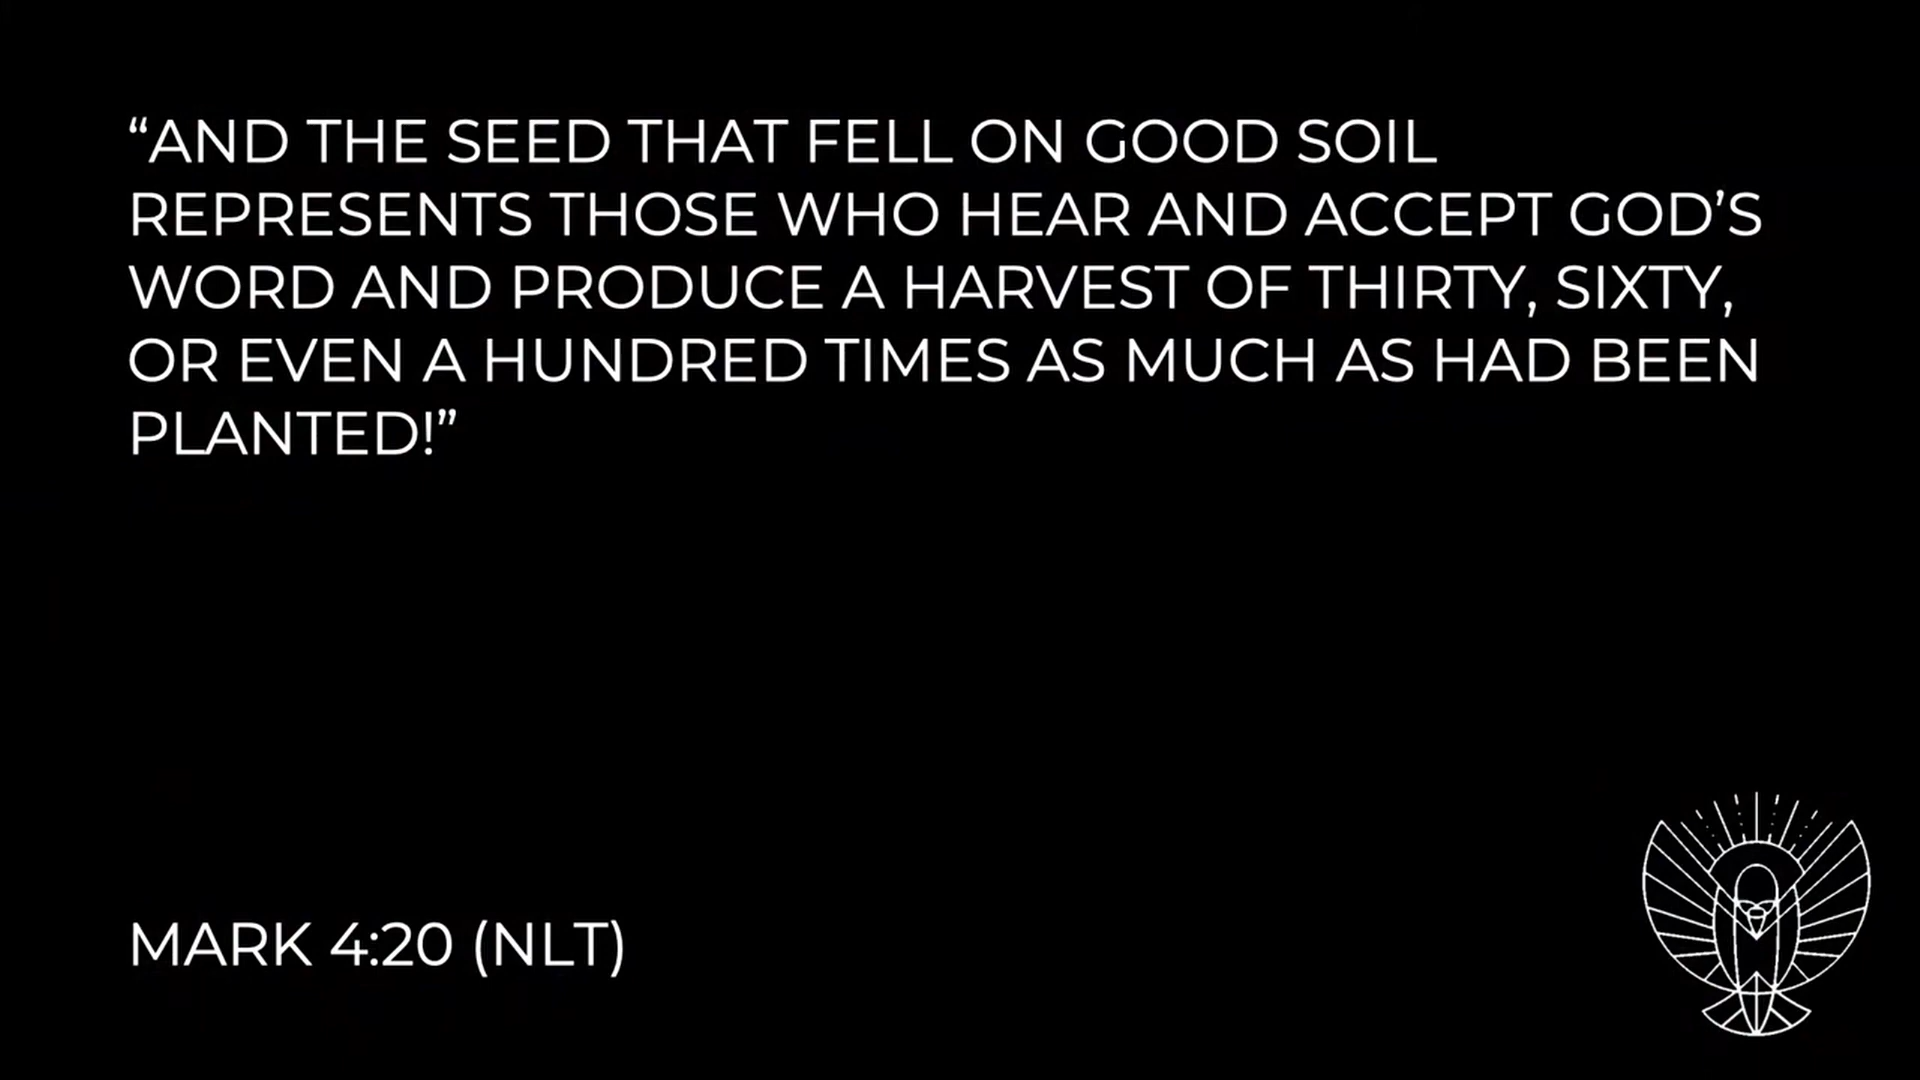 “AND THE SEED THAT FELL ON GOOD SOIL
REPRESENTS THOSE WHO HEAR AND ACCEPT GOD’S
WORD AND PRODUCE A HARVEST OF THIRTY, SIXTY,
OR EVEN A HUNDRED TIMES AS MUCH AS HAD BEEN
PLANTED!”
MARK 4:20 (NLT)